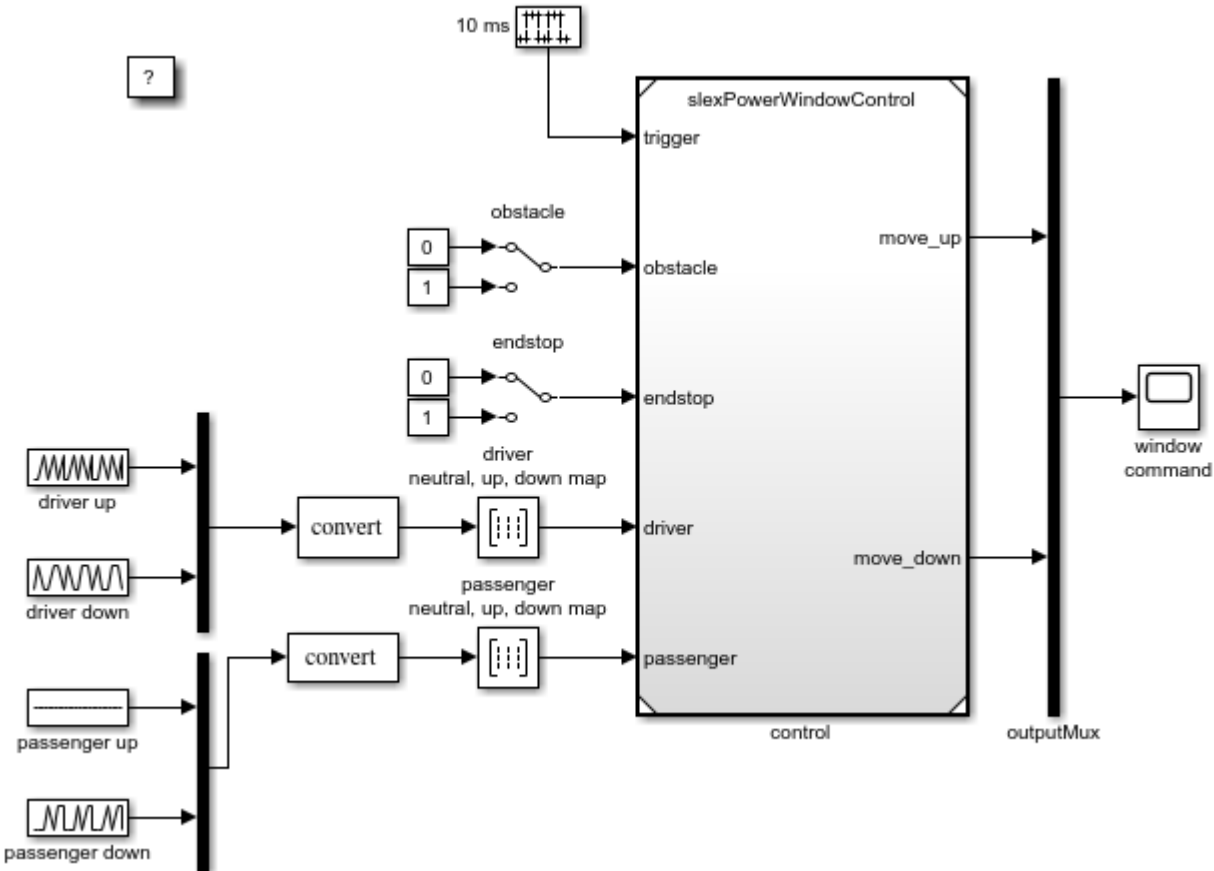 10 ms
?
slexPowerWindowControl
trigger
obstacle
0
1
obstacle
move_up
endstop
0
1
endstop
driver
neutral, up, down map
driver up
convert
driver
driver down
move_down
window
command
passenger
neutral, up, down map
convert
passenger
passenger up
control
outputMux
passenger down